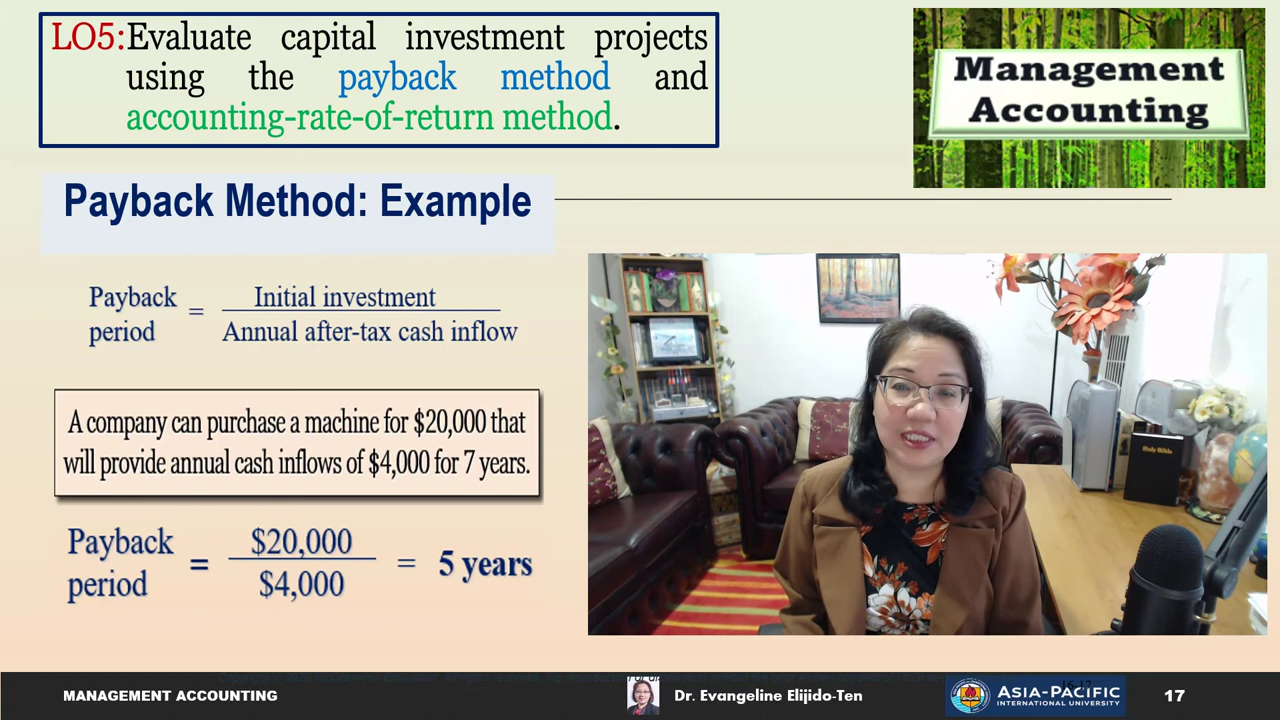 LO5:Evaluate capital investment projects
using the payback method and
accounting-rate-of-return method.
Management
Accounting
Payback Method: Example
Payback
period
=
Initial investment
Annual after-tax cash inflow
A company can purchase a machine for $20,000 that
will provide annual cash inflows of $4,000 for 7 years.
Payback
period
=
$20,000
$4,000
= 5 years
Holy Bible
MANAGEMENT ACCOUNTING
Dr. Evangeline Elijido-Ten
ASIA-PACIFIC
INTERNATIONAL UNIVERSITY
17